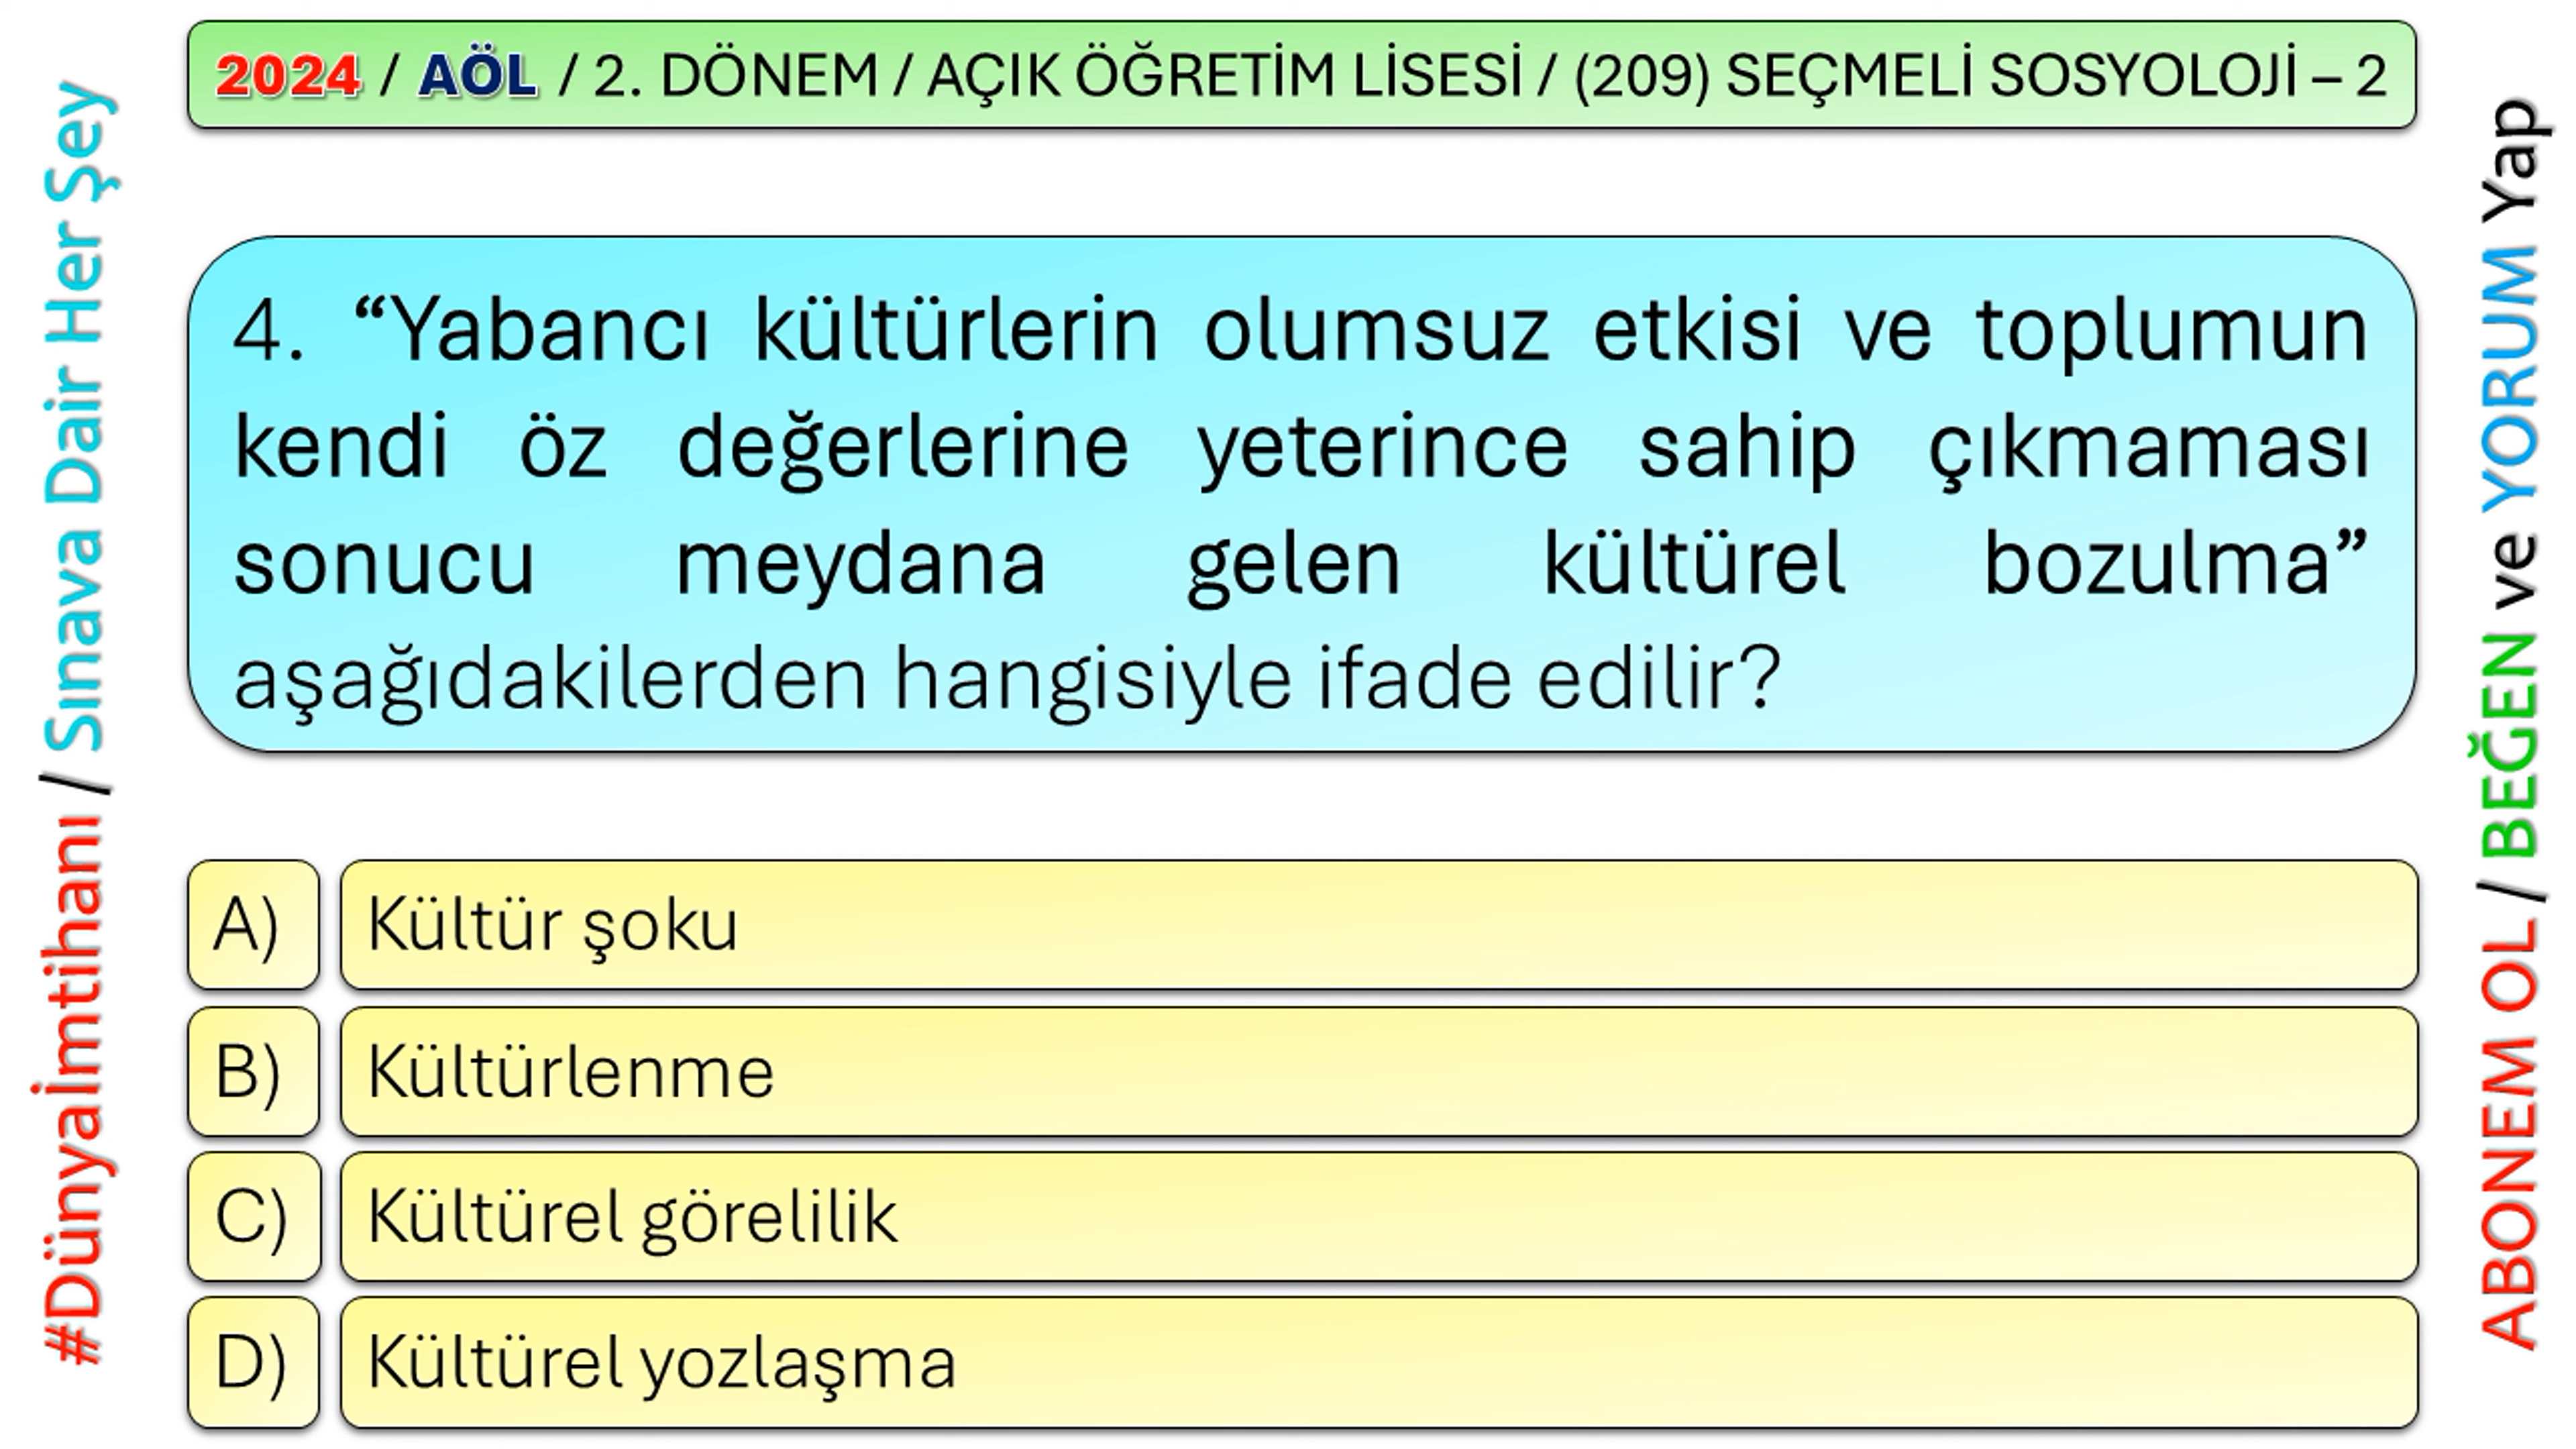 2024 / AÖL / 2. DÖNEM / AÇIK ÖĞRETİM LİSESİ / (209) SEÇMELİ SOSYOLOJİ – 2
#Dünyaİmtihanı / Sınava Dair Her Şey
4. “Yabancı kültürlerin olumsuz etkisi ve toplumun
kendi öz değerlerine yeterince sahip çıkmaması
sonucu meydana gelen kültürel bozulma”
aşağıdakilerden hangisiyle ifade edilir?
A) Kültür şoku
B) Kültürlenme
C) Kültürel görelilik
D) Kültürel yozlaşma
ABONEM OL / BEĞEN ve YORUM Yap